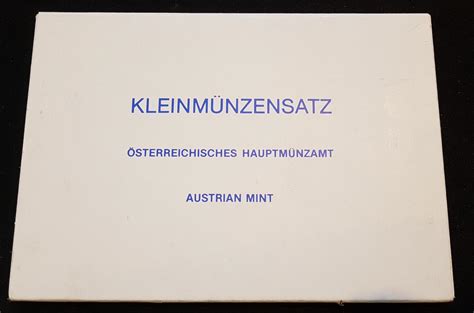 KLEINMÜNZENSATZ
ÖSTERREICHISCHES HAUPTMÜNZAMT
AUSTRIAN MINT